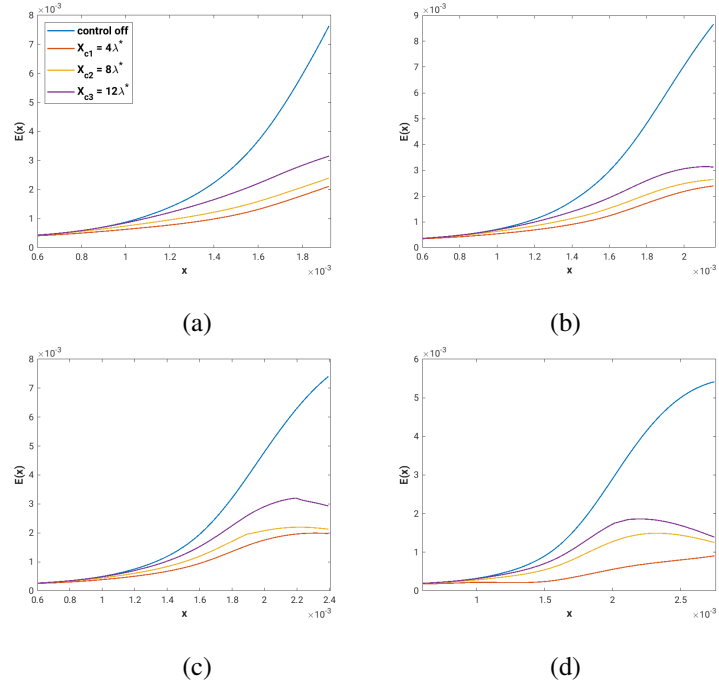 ×10⁻³
8
7
6
5
4
3
2
1
0
E(x)
control off
X_c1 = 4λ*
X_c2 = 8λ*
X_c3 = 12λ*
0.6 0.8 1 1.2 1.4 1.6 1.8
x
×10⁻³
(a)
×10⁻³
9
8
7
6
5
4
3
2
1
0
E(x)
0.6 0.8 1 1.2 1.4 1.6 1.8 2
x
×10⁻³
(b)
×10⁻³
8
7
6
5
4
3
2
1
0
E(x)
0.6 0.8 1 1.2 1.4 1.6 1.8 2 2.2 2.4
x
×10⁻³
(c)
×10⁻³
6
5
4
3
2
1
0
E(x)
1 1.5 2 2.5
x
×10⁻³
(d)